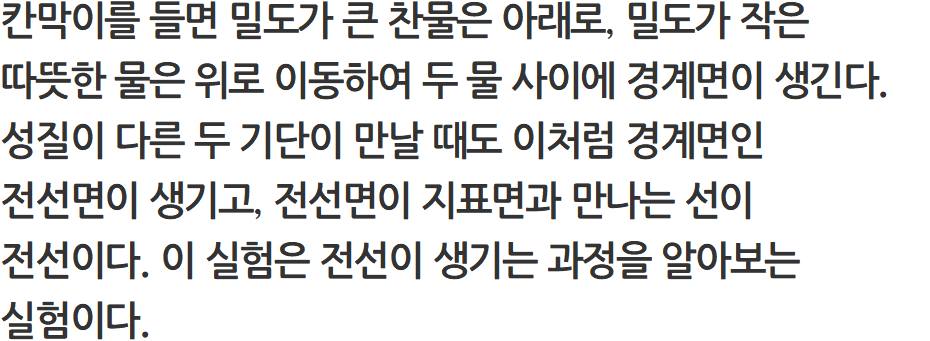 칸막이를 들면 밀도가 큰 찬물은 아래로, 밀도가 작은
따뜻한 물은 위로 이동하여 두 물 사이에 경계면이 생긴다.
성질이 다른 두 기단이 만날 때도 이처럼 경계면인
전선면이 생기고, 전선면이 지표면과 만나는 선이
전선이다. 이 실험은 전선이 생기는 과정을 알아보는
실험이다.